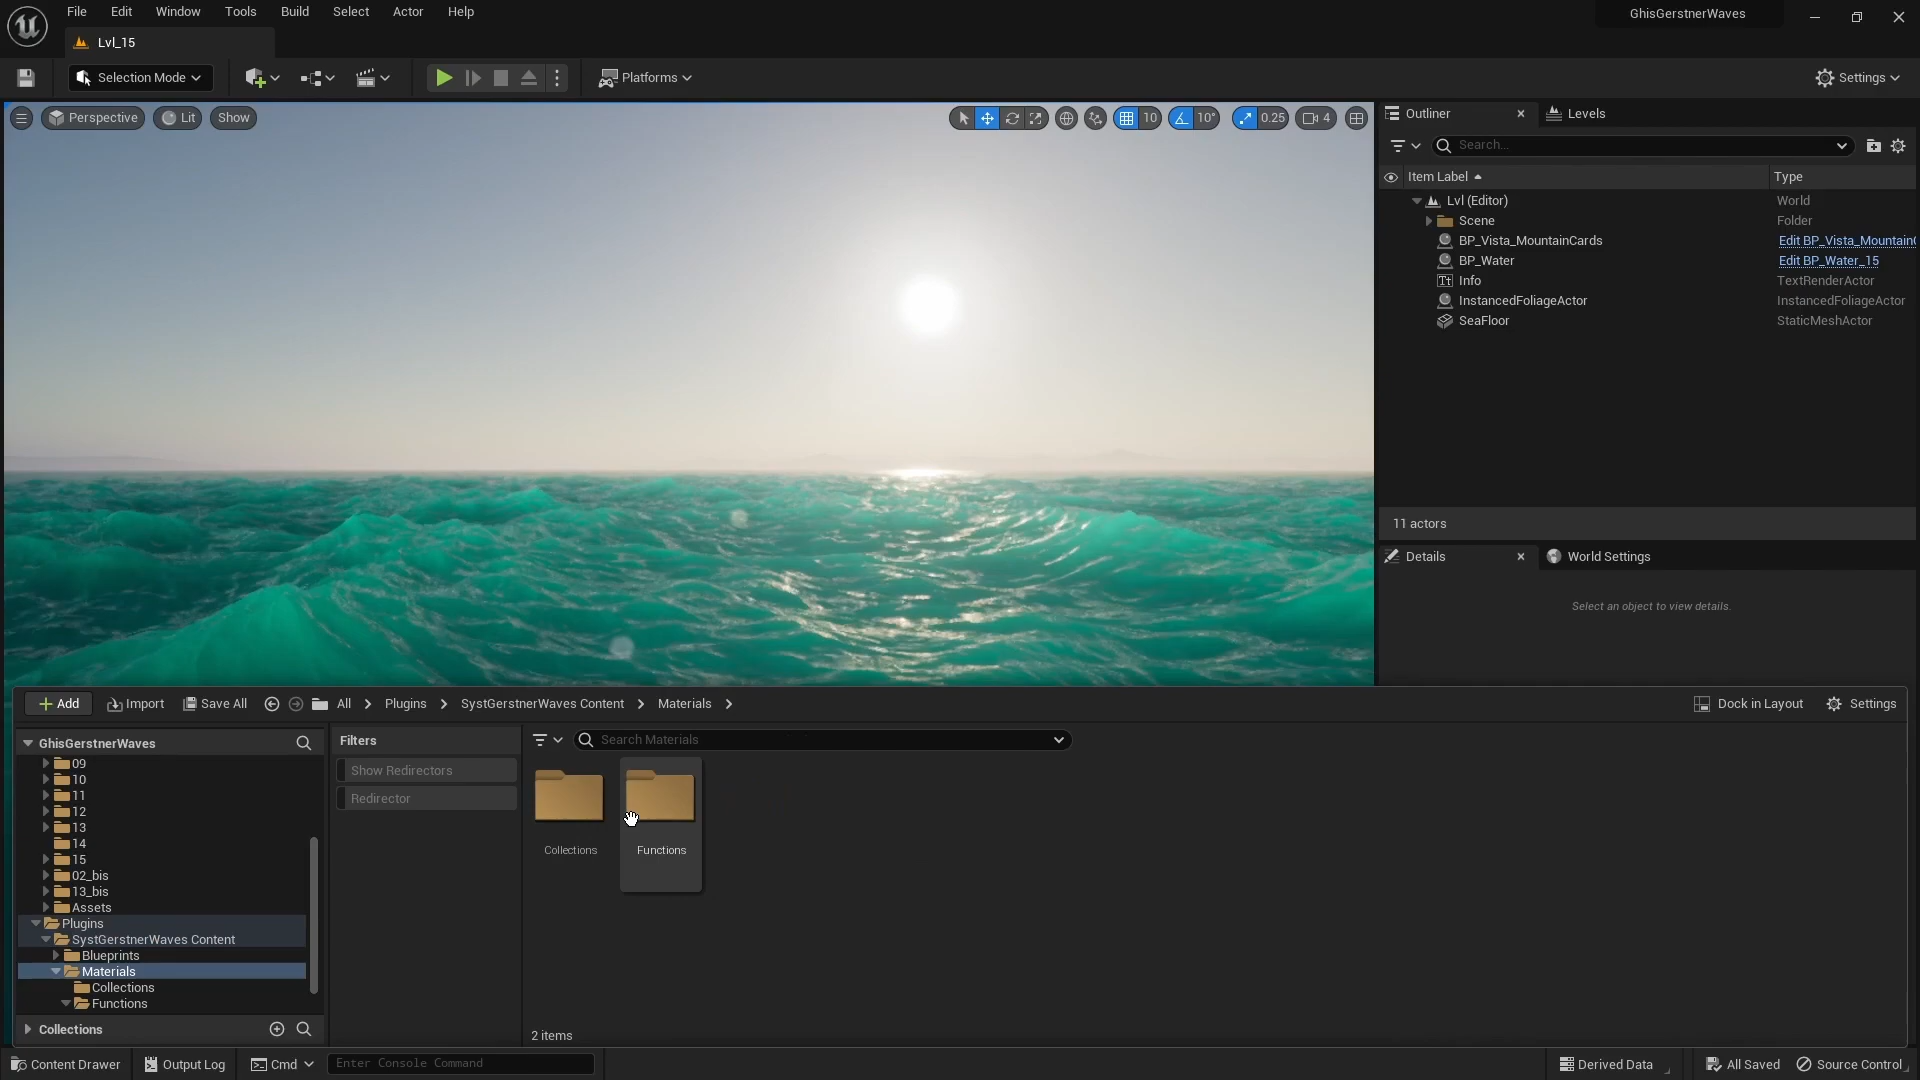 File Edit Window Tools Build Select Actor Help
GhisGerstnerWaves
Lvl_15
Selection Mode
Platforms
Settings
Perspective Lit Show
10 10° 0.25 4
Outliner
Levels
Search...
Item Label Type
Lvl (Editor) World
Scene Folder
BP_Vista_MountainCards Edit BP_Vista_Mountain
BP_Water Edit BP_Water_15
Info TextRenderActor
InstancedFoliageActor InstancedFoliageActor
SeaFloor StaticMeshActor
11 actors
Details
World Settings
Select an object to view details.
Add Import Save All All Plugins SystGerstnerWaves Content Materials
Dock in Layout Settings
GhisGerstnerWaves
09
10
11
12
13
14
15
02_bis
13_bis
Assets
Plugins
SystGerstnerWaves Content
Blueprints
Materials
Collections
Functions
Collections
Filters
Show Redirectors
Redirector
Search Materials
Collections
Functions
2 items
Content Drawer Output Log Cmd Enter Console Command
Derived Data All Saved Source Control